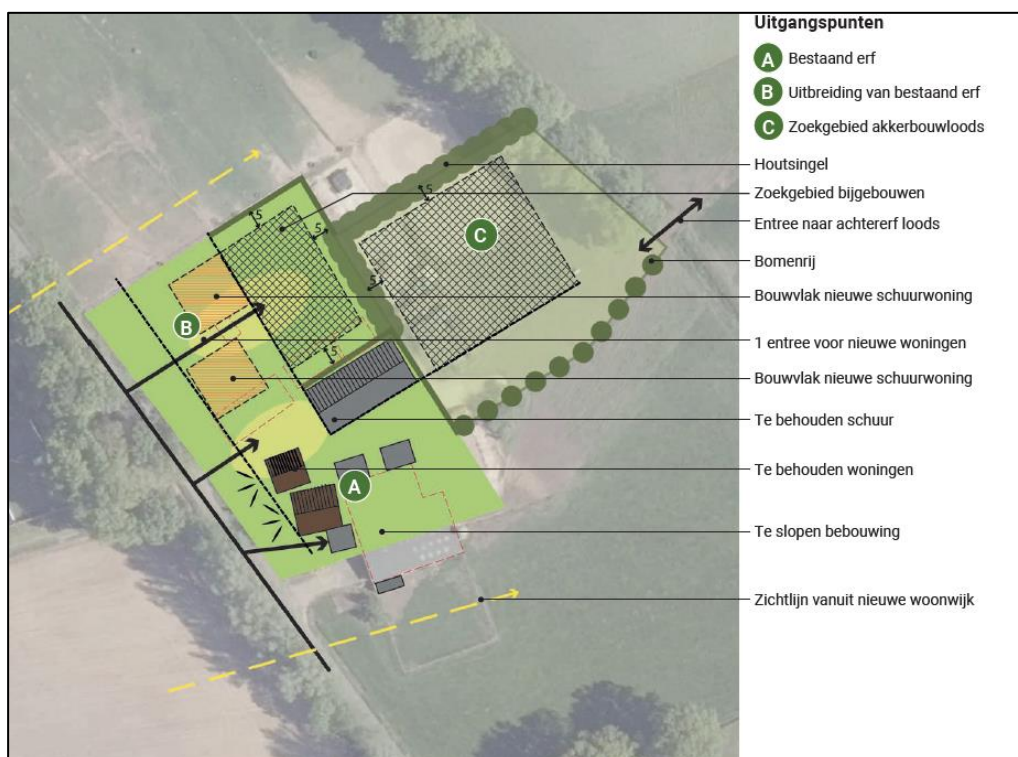 Uitgangspunten
A Bestaand erf
B Uitbreiding van bestaand erf
C Zoekgebied akkerbouwloods
Houtsingel
Zoekgebied bijgebouwen
Entree naar achtererf loods
Bomenrij
Bouwvlak nieuwe schuurwoning
1 entree voor nieuwe woningen
Bouwvlak nieuwe schuurwoning
Te behouden schuur
Te behouden woningen
Te slopen bebouwing
Zichtlijn vanuit nieuwe woonwijk
5
5
5
5
5
C
B
A